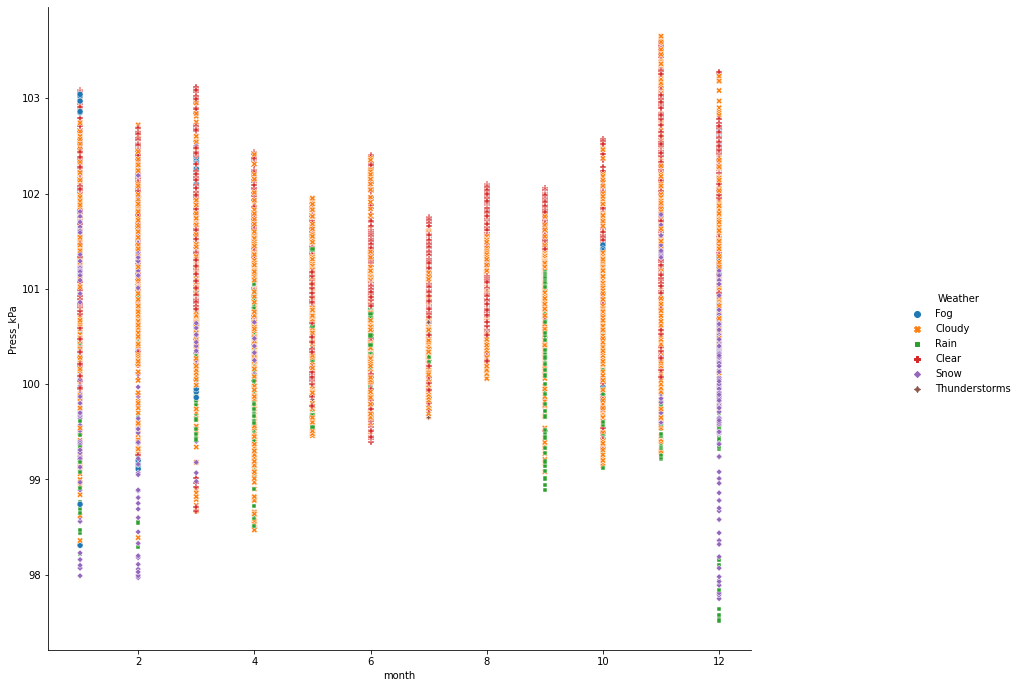 Press_kPa
103
102
101
100
99
98
2
4
6
8
10
12
month
Weather
Fog
Cloudy
Rain
Clear
Snow
Thunderstorms